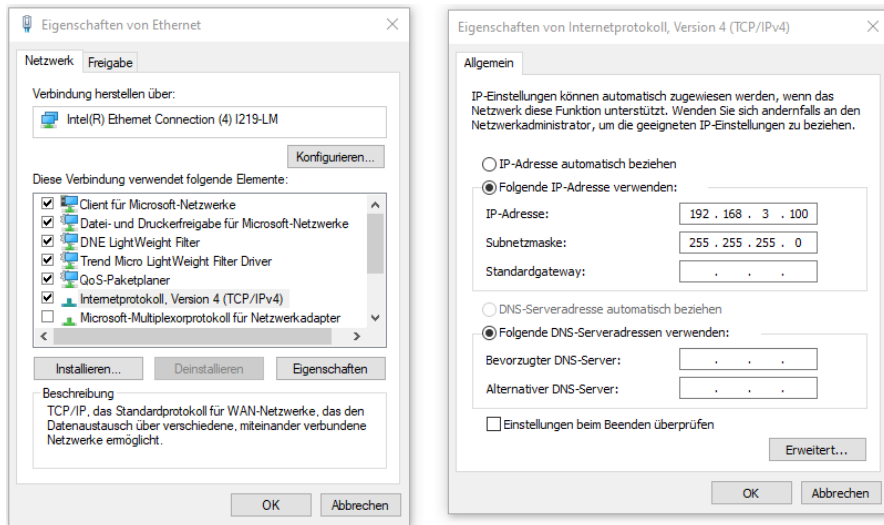 Eigenschaften von Ethernet
Netzwerk
Freigabe
Verbindung herstellen über:
Intel(R) Ethernet Connection (4) I219-LM
Konfigurieren...
Diese Verbindung verwendet folgende Elemente:
Client für Microsoft-Netzwerke
Datei- und Druckerfreigabe für Microsoft-Netzwerke
DNE LightWeight Filter
Trend Micro LightWeight Filter Driver
QoS-Paketplaner
Internetprotokoll, Version 4 (TCP/IPv4)
Microsoft-Multiplexorprotokoll für Netzwerkadapter
Installieren...
Deinstallieren
Eigenschaften
Beschreibung
TCP/IP, das Standardprotokoll für WAN-Netzwerke, das den
Datenaustausch über verschiedene, miteinander verbundene
Netzwerke ermöglicht.
OK
Abbrechen
Eigenschaften von Internetprotokoll, Version 4 (TCP/IPv4)
Allgemein
IP-Einstellungen können automatisch zugewiesen werden, wenn das
Netzwerk diese Funktion unterstützt. Wenden Sie sich andernfalls an den
Netzwerkadministrator, um die geeigneten IP-Einstellungen zu beziehen.
IP-Adresse automatisch beziehen
Folgende IP-Adresse verwenden:
IP-Adresse: 192 . 168 . 3 . 100
Subnetzmaske: 255 . 255 . 255 . 0
Standardgateway: . . .
DNS-Serveradresse automatisch beziehen
Folgende DNS-Serveradressen verwenden:
Bevorzugter DNS-Server: . . .
Alternativer DNS-Server: . . .
Einstellungen beim Beenden überprüfen
Erweitert...
OK
Abbrechen